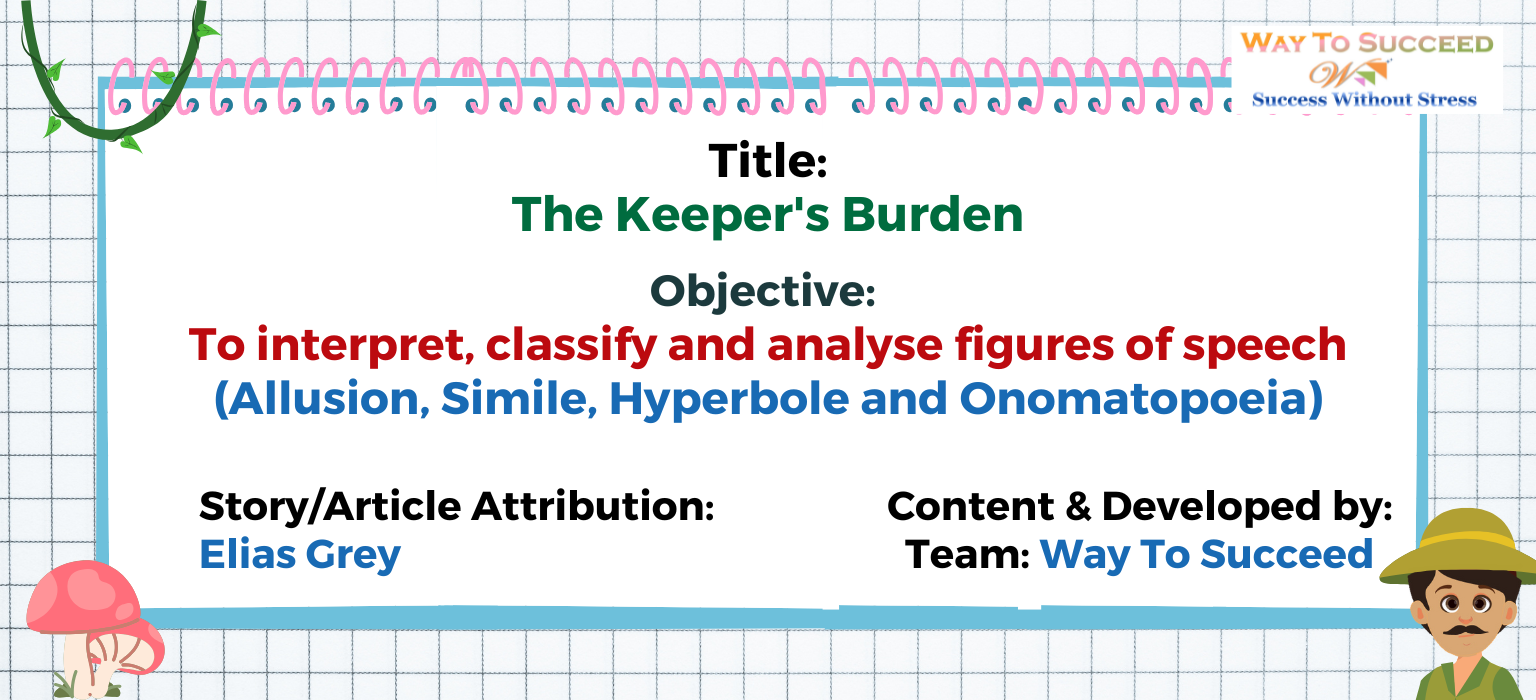 WAY TO SUCCEED
Success Without Stress
Title:
The Keeper's Burden
Objective:
To interpret, classify and analyse figures of speech
(Allusion, Simile, Hyperbole and Onomatopoeia)
Story/Article Attribution:
Elias Grey
Content & Developed by:
Team: Way To Succeed